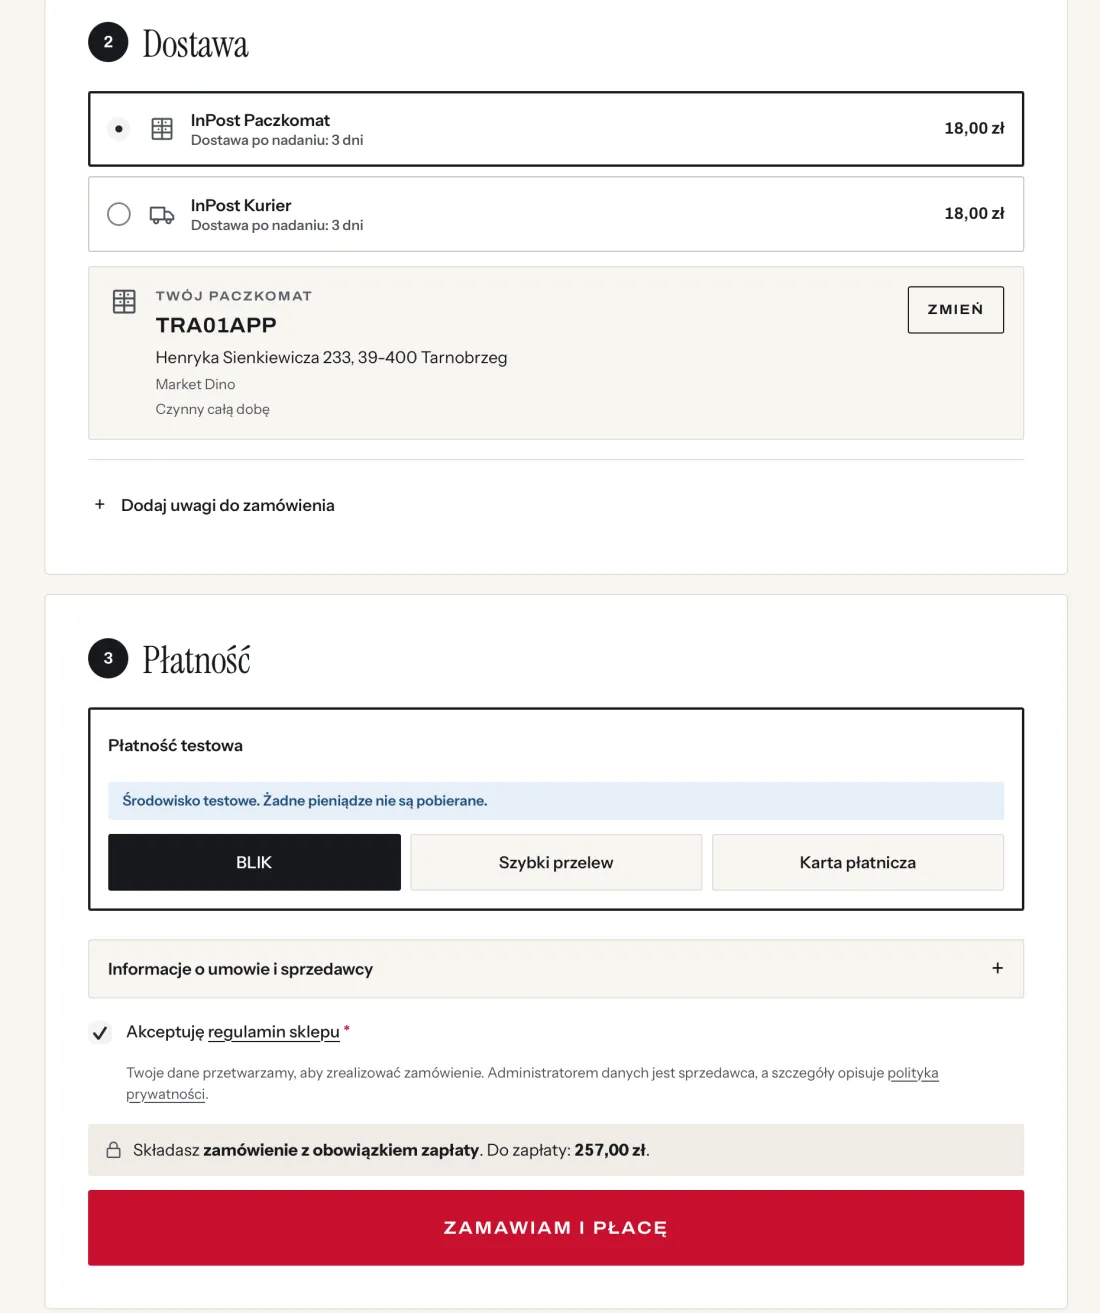 2 Dostawa
InPost Paczkomat
Dostawa po nadaniu: 3 dni
18,00 zł
InPost Kurier
Dostawa po nadaniu: 3 dni
18,00 zł
TWÓJ PACZKOMAT
TRA01APP
Henryka Sienkiewicza 233, 39-400 Tarnobrzeg
Market Dino
Czynny całą dobę
ZMIEŃ
+ Dodaj uwagi do zamówienia
3 Płatność
Płatność testowa
Środowisko testowe. Żadne pieniądze nie są pobierane.
BLIK
Szybki przelew
Karta płatnicza
Informacje o umowie i sprzedawcy +
Akceptuję regulamin sklepu *
Twoje dane przetwarzamy, aby zrealizować zamówienie. Administratorem danych jest sprzedawca, a szczegóły opisuje polityka
prywatności.
Składasz zamówienie z obowiązkiem zapłaty. Do zapłaty: 257,00 zł.
ZAMAWIAM I PŁACĘ